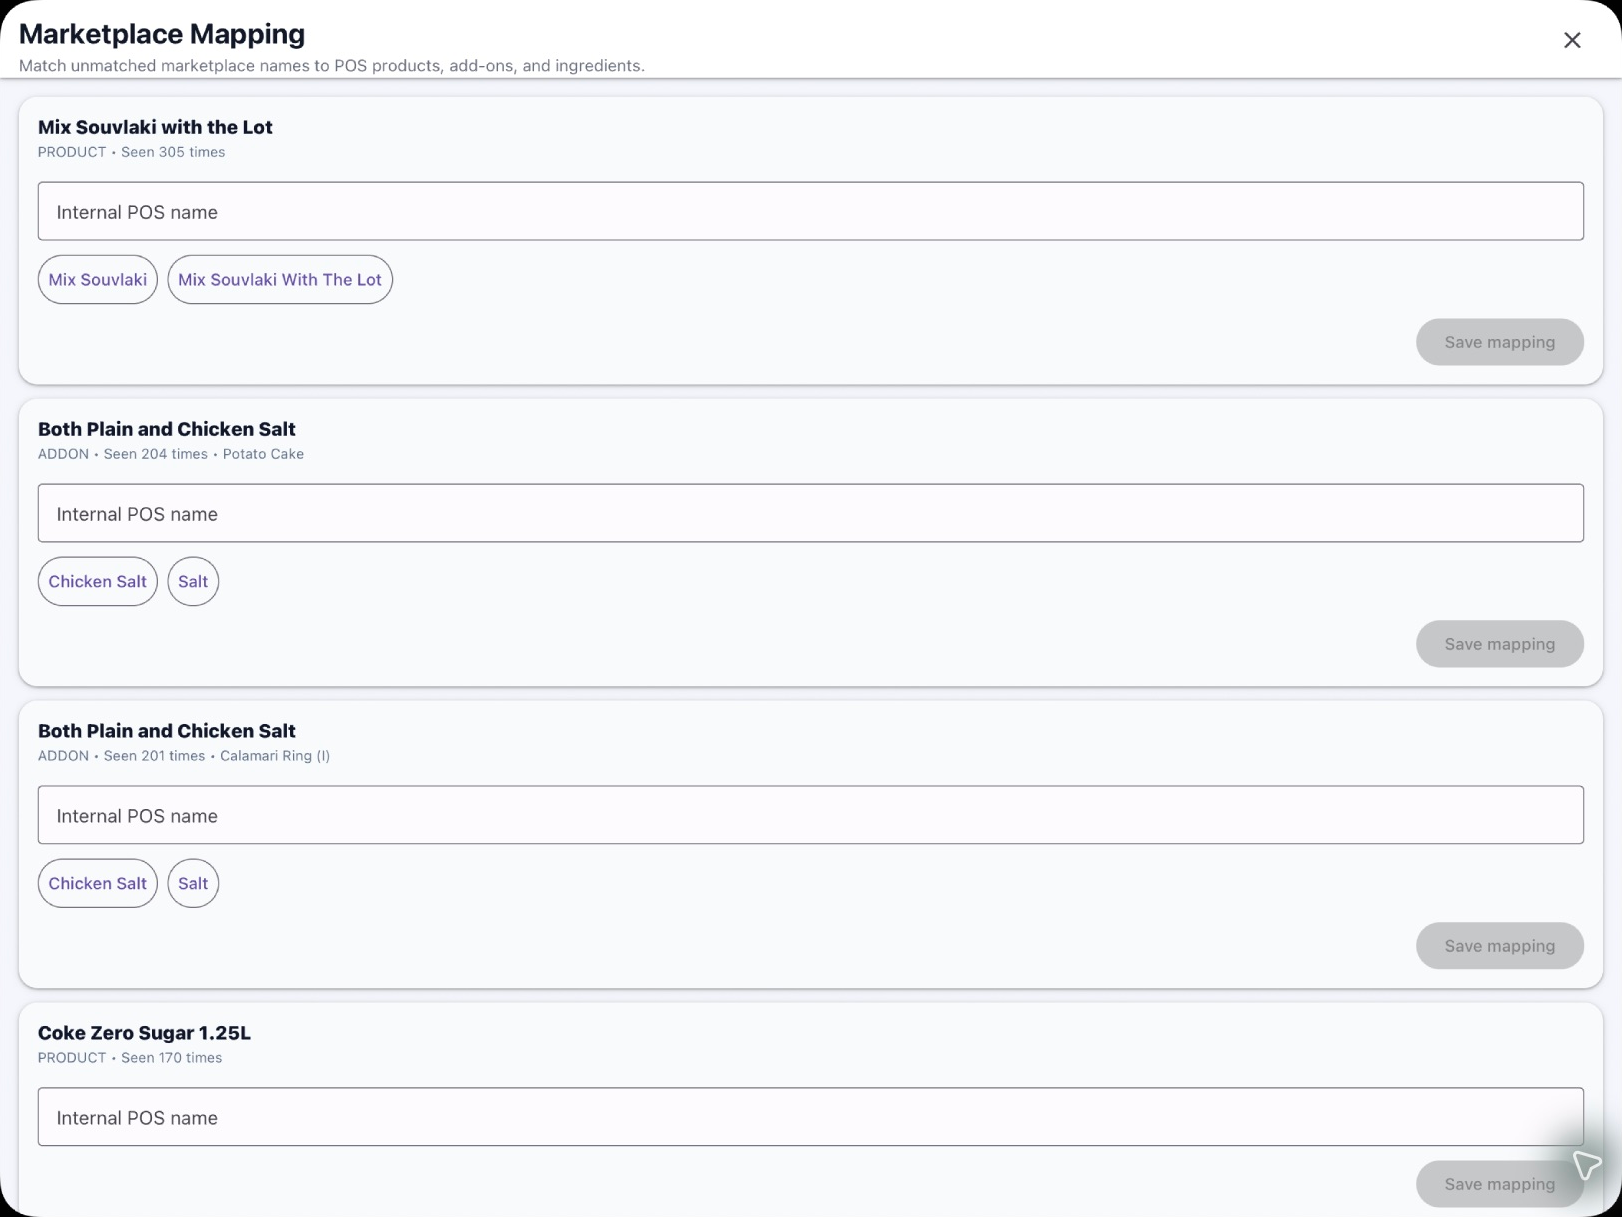 Marketplace Mapping
Match unmatched marketplace names to POS products, add-ons, and ingredients.
Mix Souvlaki with the Lot
PRODUCT • Seen 305 times
Internal POS name
Mix Souvlaki
Mix Souvlaki With The Lot
Save mapping
Both Plain and Chicken Salt
ADDON • Seen 204 times • Potato Cake
Internal POS name
Chicken Salt
Salt
Save mapping
Both Plain and Chicken Salt
ADDON • Seen 201 times • Calamari Ring (I)
Internal POS name
Chicken Salt
Salt
Save mapping
Coke Zero Sugar 1.25L
PRODUCT • Seen 170 times
Internal POS name
Save mapping